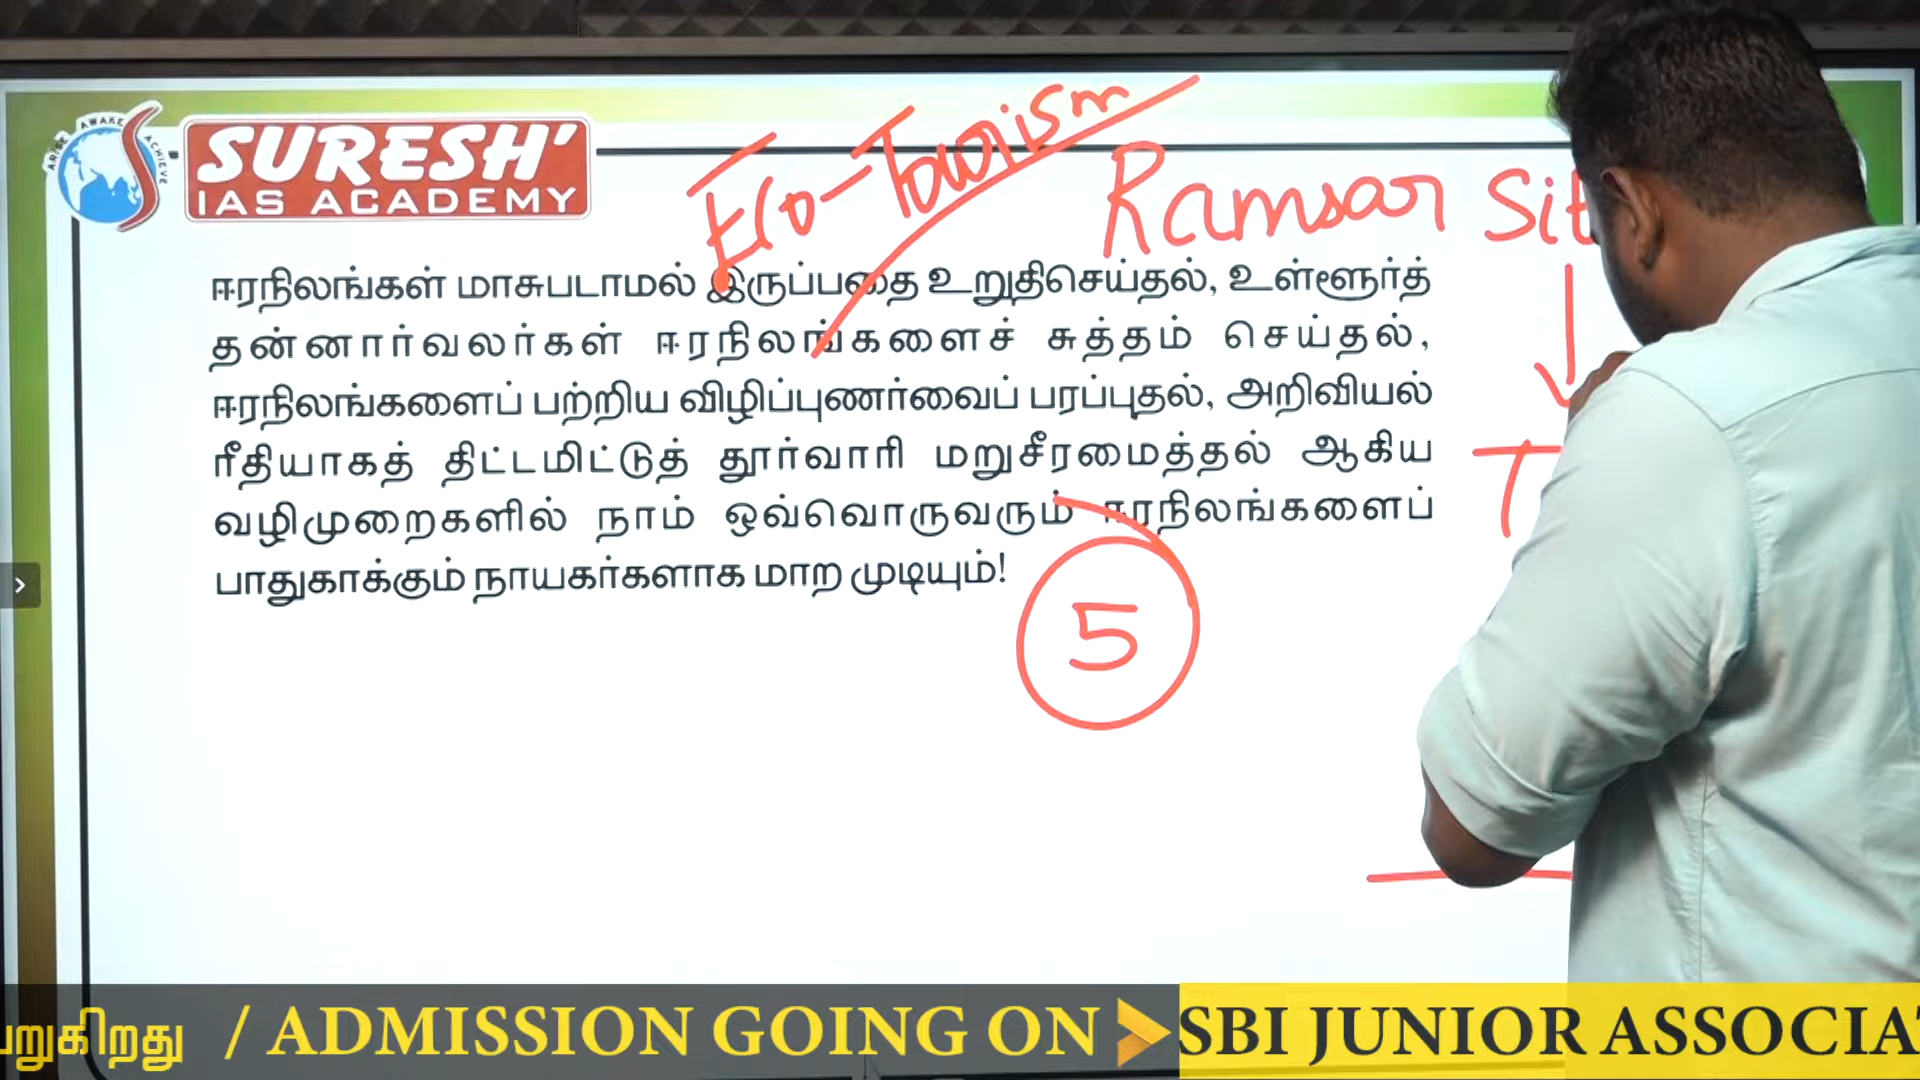 ARISE AWAKE ACHIEVE
SURESH'
IAS ACADEMY
Eco-Tourism
Ramsar Sit
ஈரநிலங்கள் மாசுபடாமல் இருப்பதை உறுதிசெய்தல், உள்ளூர்த்
தன்னார்வலர்கள் ஈரநிலங்களைச் சுத்தம் செய்தல்,
ஈரநிலங்களைப் பற்றிய விழிப்புணர்வைப் பரப்புதல், அறிவியல்
ரீதியாகத் திட்டமிட்டுத் தூர்வாரி மறுசீரமைத்தல் ஆகிய
வழிமுறைகளில் நாம் ஒவ்வொருவரும் ஈரநிலங்களைப்
பாதுகாக்கும் நாயகர்களாக மாற முடியும்!
5
றுகிறது / ADMISSION GOING ON SBI JUNIOR ASSOCIA